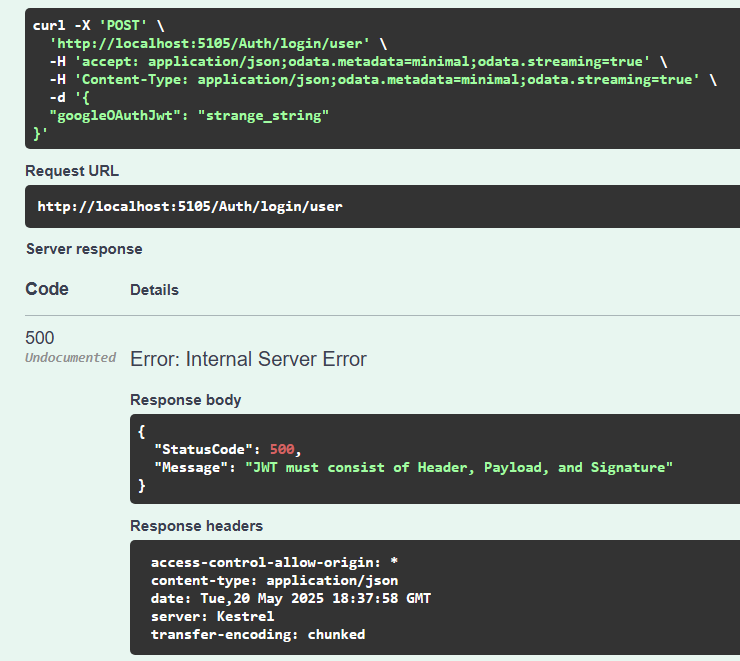 curl -X 'POST' \
  'http://localhost:5105/Auth/login/user' \
  -H 'accept: application/json;odata.metadata=minimal;odata.streaming=true' \
  -H 'Content-Type: application/json;odata.metadata=minimal;odata.streaming=true' \
  -d '{
  "googleOAuthJwt": "strange_string"
}'
Request URL
http://localhost:5105/Auth/login/user
Server response
Code Details
500
Undocumented Error: Internal Server Error
Response body
{
  "StatusCode": 500,
  "Message": "JWT must consist of Header, Payload, and Signature"
}
Response headers
access-control-allow-origin: *
content-type: application/json
date: Tue,20 May 2025 18:37:58 GMT
server: Kestrel
transfer-encoding: chunked